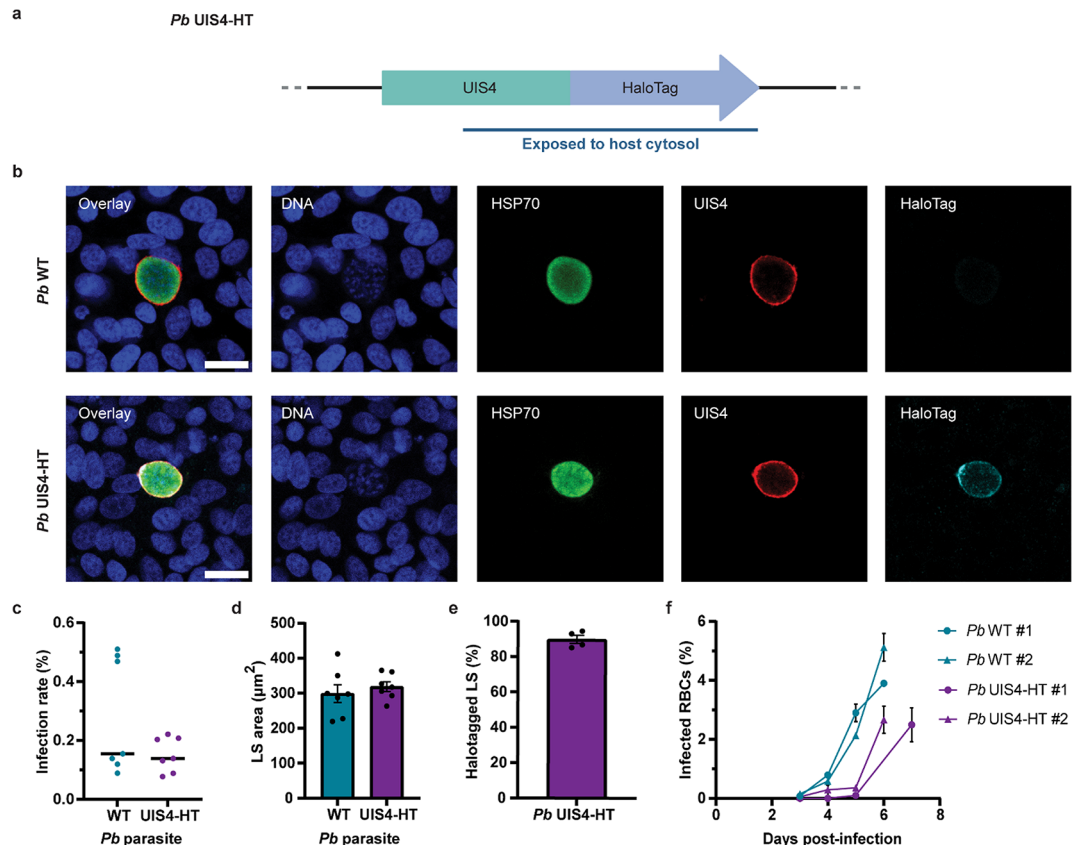 a
Pb UIS4-HT
UIS4
HaloTag
Exposed to host cytosol
b
Pb WT
Overlay
DNA
HSP70
UIS4
HaloTag
Pb UIS4-HT
Overlay
DNA
HSP70
UIS4
HaloTag
c
Infection rate (%)
0.6
0.4
0.2
0.0
WT
UIS4-HT
Pb parasite
d
LS area (µm²)
500
400
300
200
100
0
WT
UIS4-HT
Pb parasite
e
Halotagged LS (%)
100
80
60
40
20
0
Pb UIS4-HT
f
Infected RBCs (%)
6
4
2
0
0
2
4
6
8
Days post-infection
Pb WT #1
Pb WT #2
Pb UIS4-HT #1
Pb UIS4-HT #2